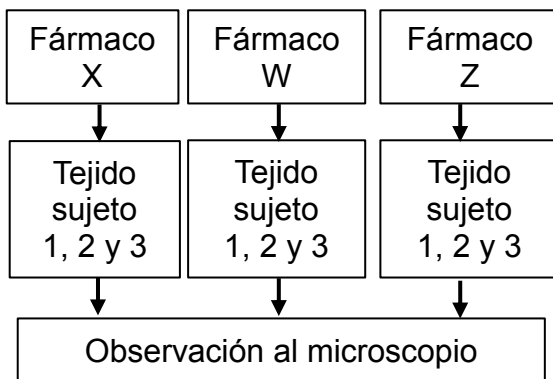 Fármaco
X
Fármaco
W
Fármaco
Z
Tejido
sujeto
1, 2 y 3
Tejido
sujeto
1, 2 y 3
Tejido
sujeto
1, 2 y 3
Observación al microscopio